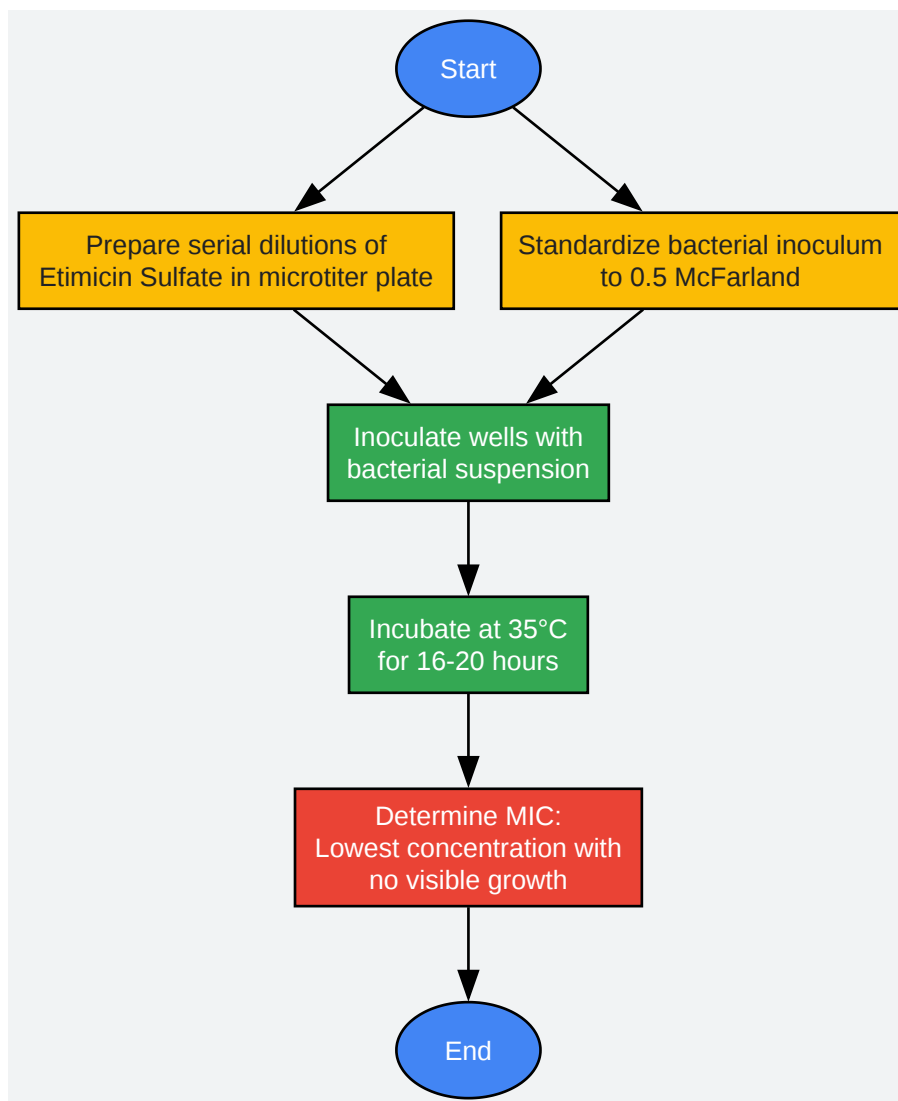 Start
Prepare serial dilutions of
Etimicin Sulfate in microtiter plate
Standardize bacterial inoculum
to 0.5 McFarland
Inoculate wells with
bacterial suspension
Incubate at 35°C
for 16-20 hours
Determine MIC:
Lowest concentration with
no visible growth
End